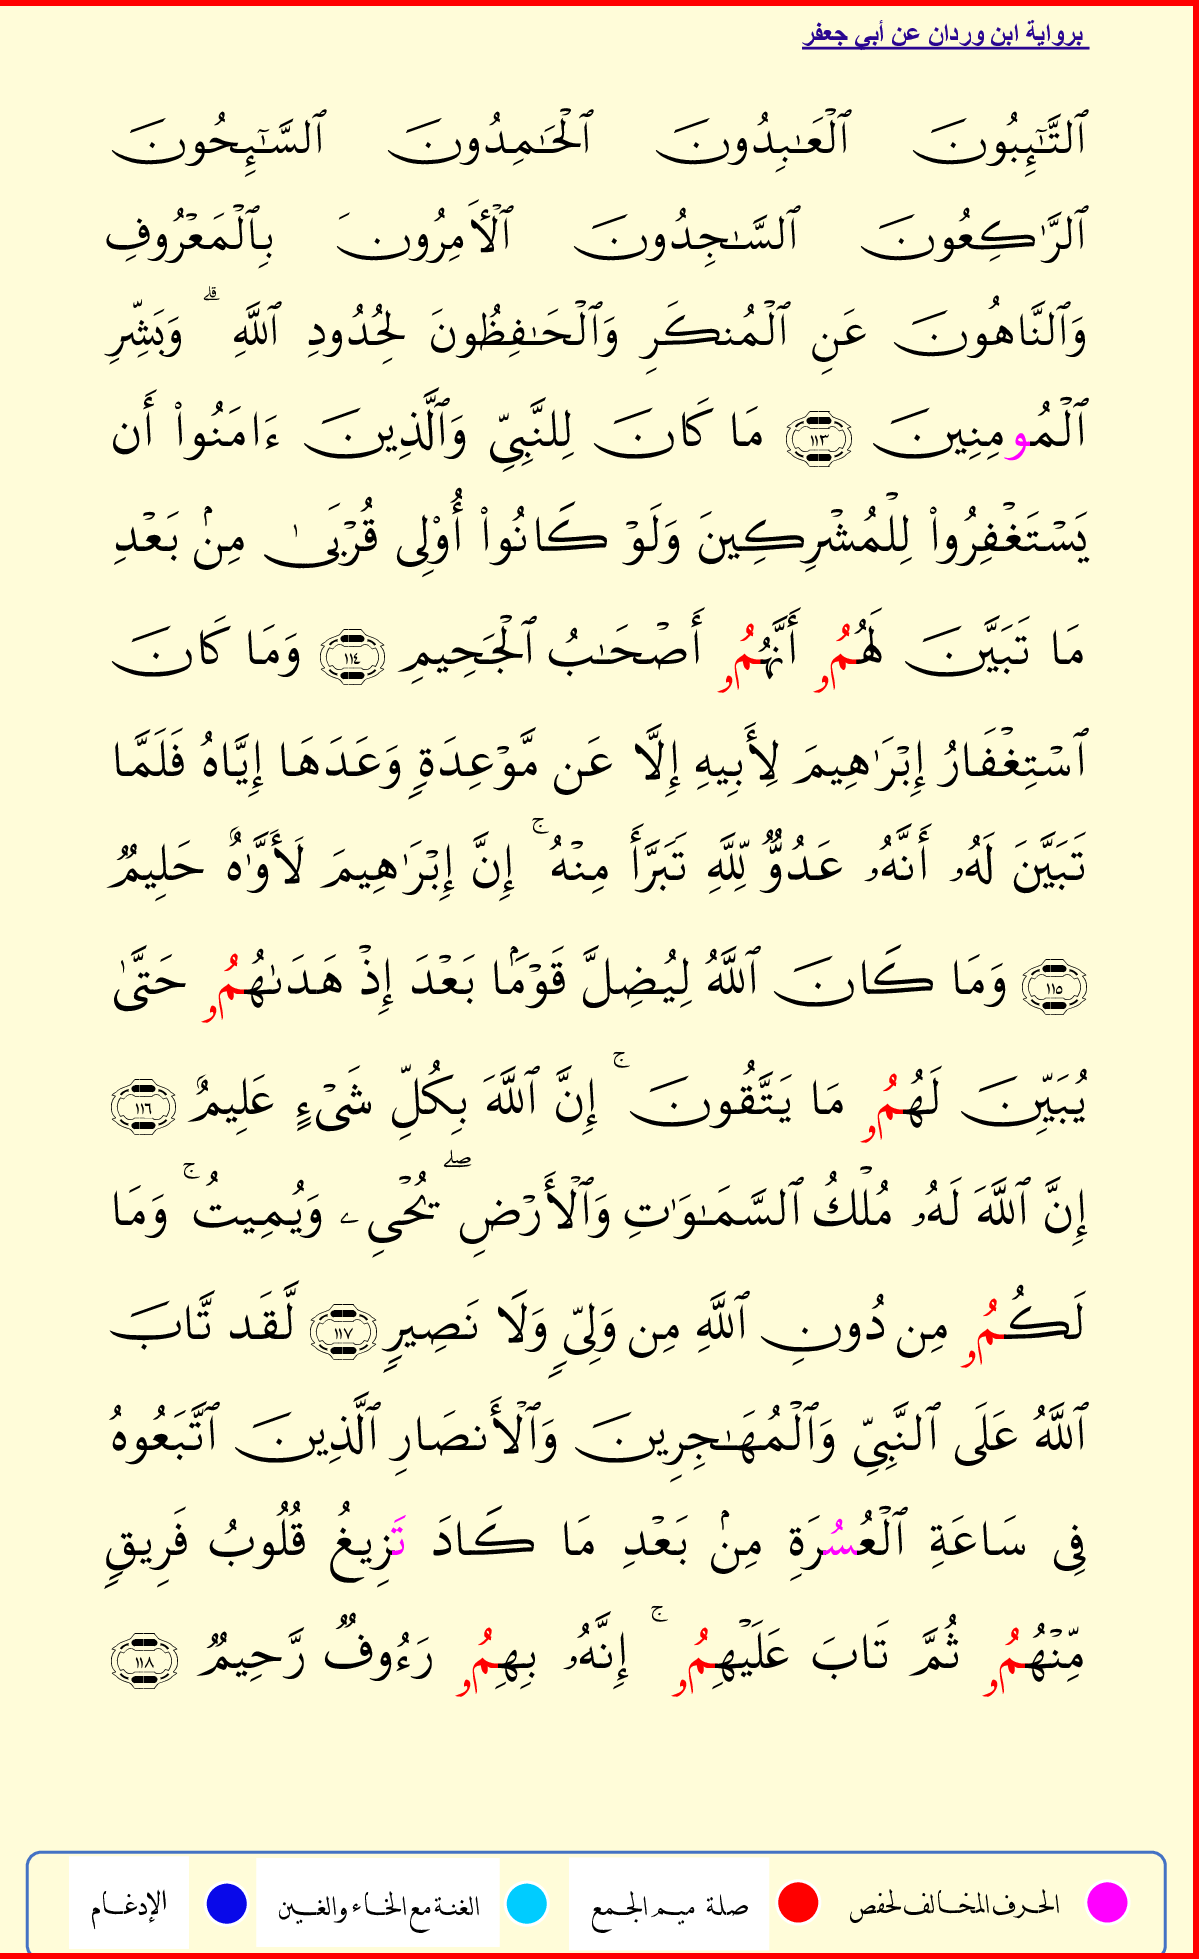 برواية ابن وردان عن أبي جعفر
ٱلتَّـٰٓئِبُونَ ٱلْعَـٰبِدُونَ ٱلْحَـٰمِدُونَ ٱلسَّـٰٓئِحُونَ
ٱلرَّٰكِعُونَ ٱلسَّـٰجِدُونَ ٱلْأَمِرُونَ بِٱلْمَعْرُوفِ
وَٱلنَّاهُونَ عَنِ ٱلْمُنكَرِ وَٱلْحَـٰفِظُونَ لِحُدُودِ ٱللَّهِ ۗ وَبَشِّرِ
ٱلْمُومِنِينَ ١١٣ مَا كَانَ لِلنَّبِيِّ وَٱلَّذِينَ ءَامَنُوا۟ أَن
يَسْتَغْفِرُوا۟ لِلْمُشْرِكِينَ وَلَوْ كَانُوٓا۟ أُو۟لِى قُرْبَىٰ مِنۢ بَعْدِ
مَا تَبَيَّنَ لَهُمُۥ أَنَّهُمُۥ أَصْحَـٰبُ ٱلْجَحِيمِ ١١٤ وَمَا كَانَ
ٱسْتِغْفَارُ إِبْرَٰهِيمَ لِأَبِيهِ إِلَّا عَن مَّوْعِدَةٍ وَعَدَهَا إِيَّاهُ فَلَمَّا
تَبَيَّنَ لَهُۥ أَنَّهُۥ عَدُوٌّ لِّلَّهِ تَبَرَّأَ مِنْهُ ۚ إِنَّ إِبْرَٰهِيمَ لَأَوَّٰهٌ حَلِيمٌ
١١٥ وَمَا كَانَ ٱللَّهُ لِيُضِلَّ قَوْمًۢا بَعْدَ إِذْ هَدَىٰهُمُۥ حَتَّىٰ
يُبَيِّنَ لَهُمُۥ مَا يَتَّقُونَ ۚ إِنَّ ٱللَّهَ بِكُلِّ شَىْءٍ عَلِيمٌ ١١٦
إِنَّ ٱللَّهَ لَهُۥ مُلْكُ ٱلسَّمَـٰوَٰتِ وَٱلْأَرْضِ ۖ يُحْىِۦ وَيُمِيتُ ۚ وَمَا
لَكُمُۥ مِن دُونِ ٱللَّهِ مِن وَلِىٍّ وَلَا نَصِيرٍ ١١٧ لَّقَد تَّابَ
ٱللَّهُ عَلَى ٱلنَّبِيِّ وَٱلْمُهَـٰجِرِينَ وَٱلْأَنصَارِ ٱلَّذِينَ ٱتَّبَعُوهُ
فِى سَاعَةِ ٱلْعُسُرَةِ مِنۢ بَعْدِ مَا كَادَ تَزِيغُ قُلُوبُ فَرِيقٍ
مِّنْهُمُۥ ثُمَّ تَابَ عَلَيْهِمُۥ ۚ إِنَّهُۥ بِهِمُۥ رَءُوفٌ رَّحِيمٌ ١١٨
الحرف المخالف لحفص صلة ميم الجمع الغنة مع الخاء والغين الإدغام